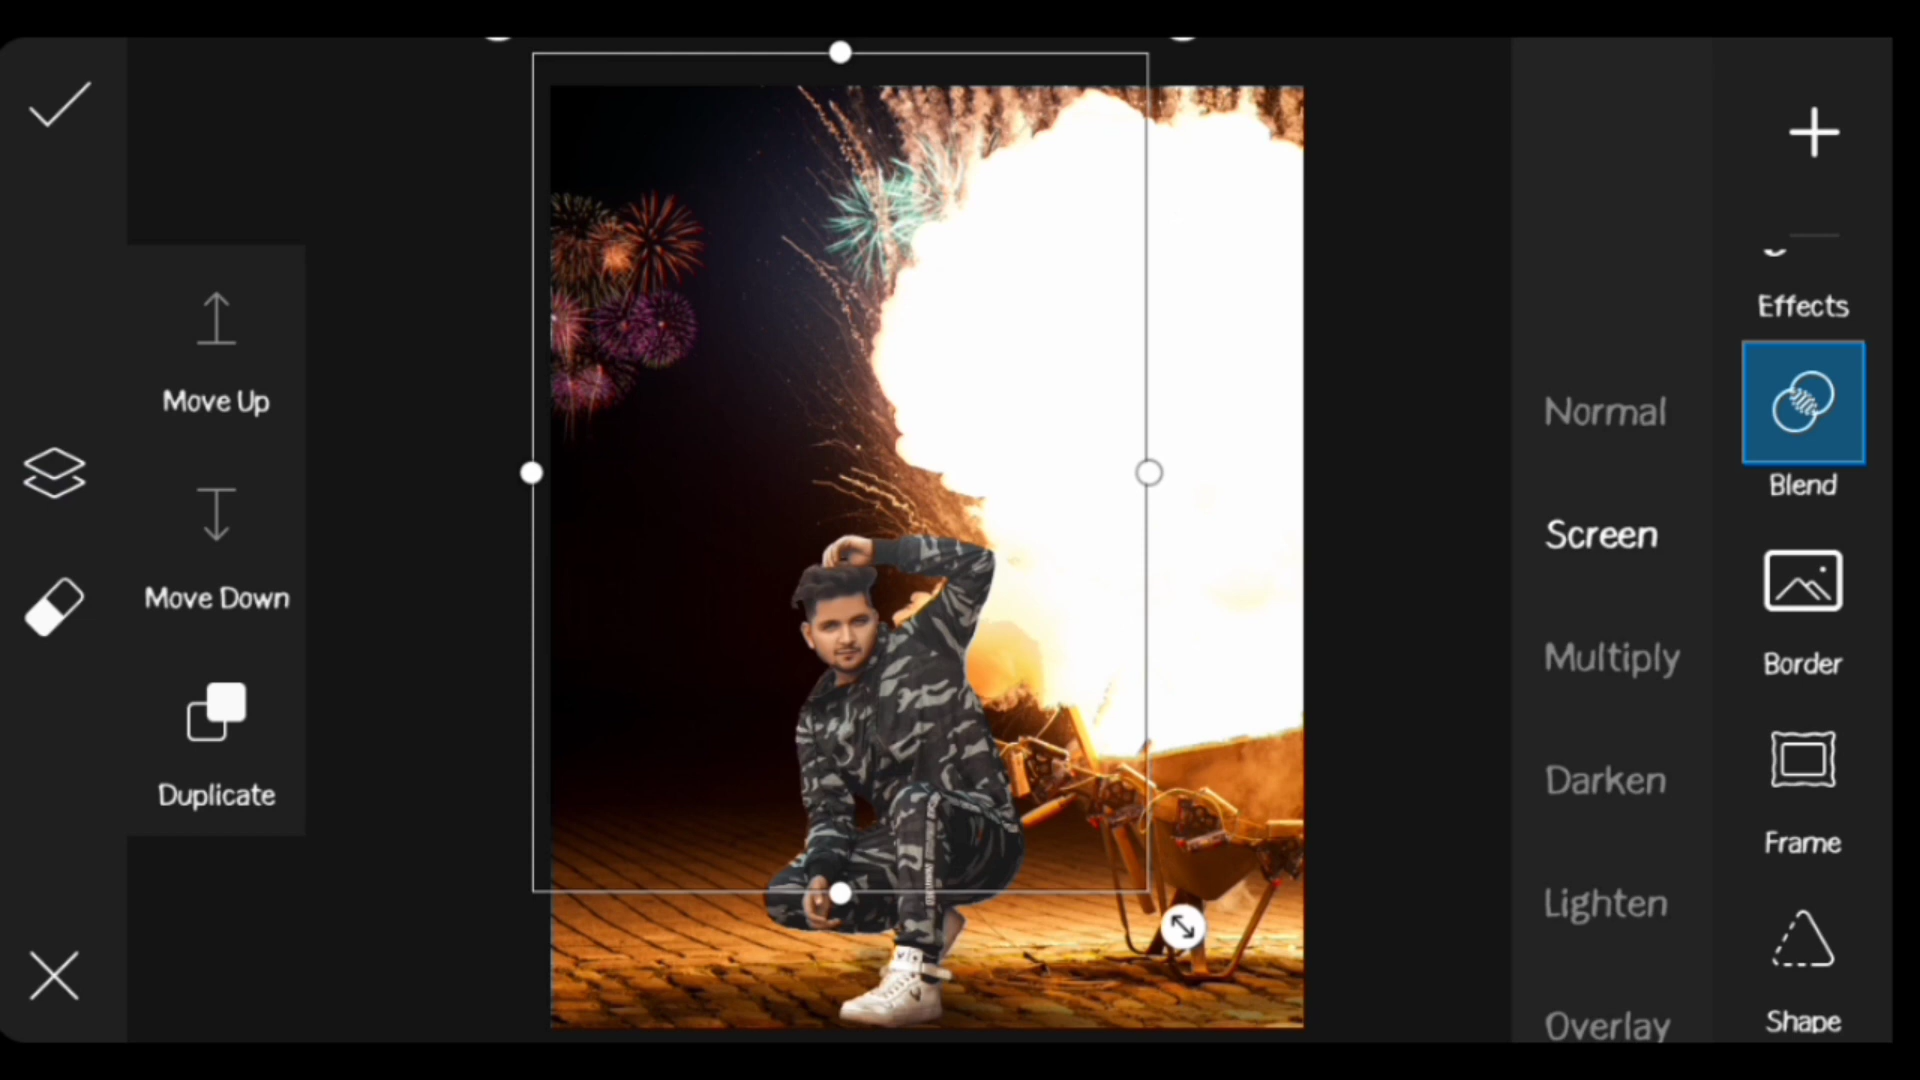 Move Up
Move Down
Duplicate
Normal
Screen
Multiply
Darken
Lighten
Overlay
Effects
Blend
Border
Frame
Shape